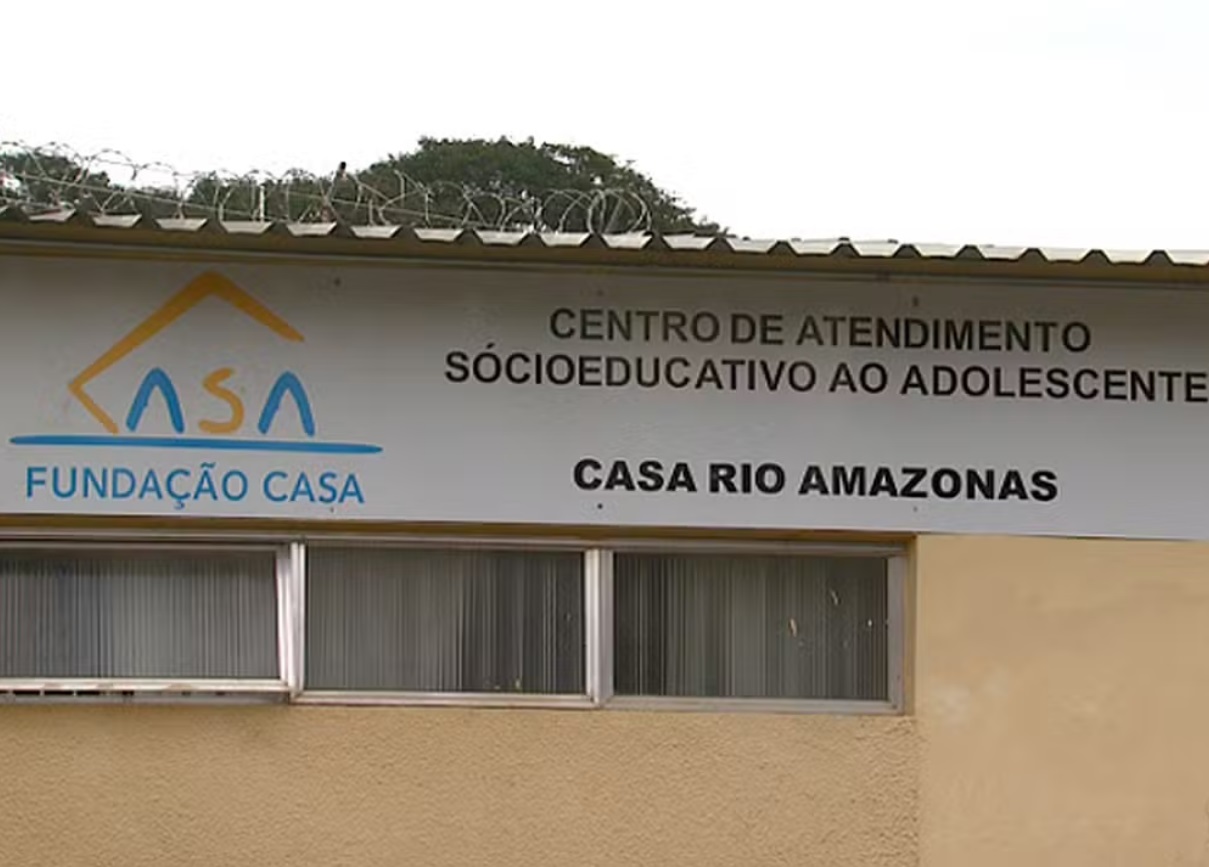 CASA
FUNDAÇÃO CASA
CENTRO DE ATENDIMENTO
SÓCIOEDUCATIVO AO ADOLESCENTE
CASA RIO AMAZONAS